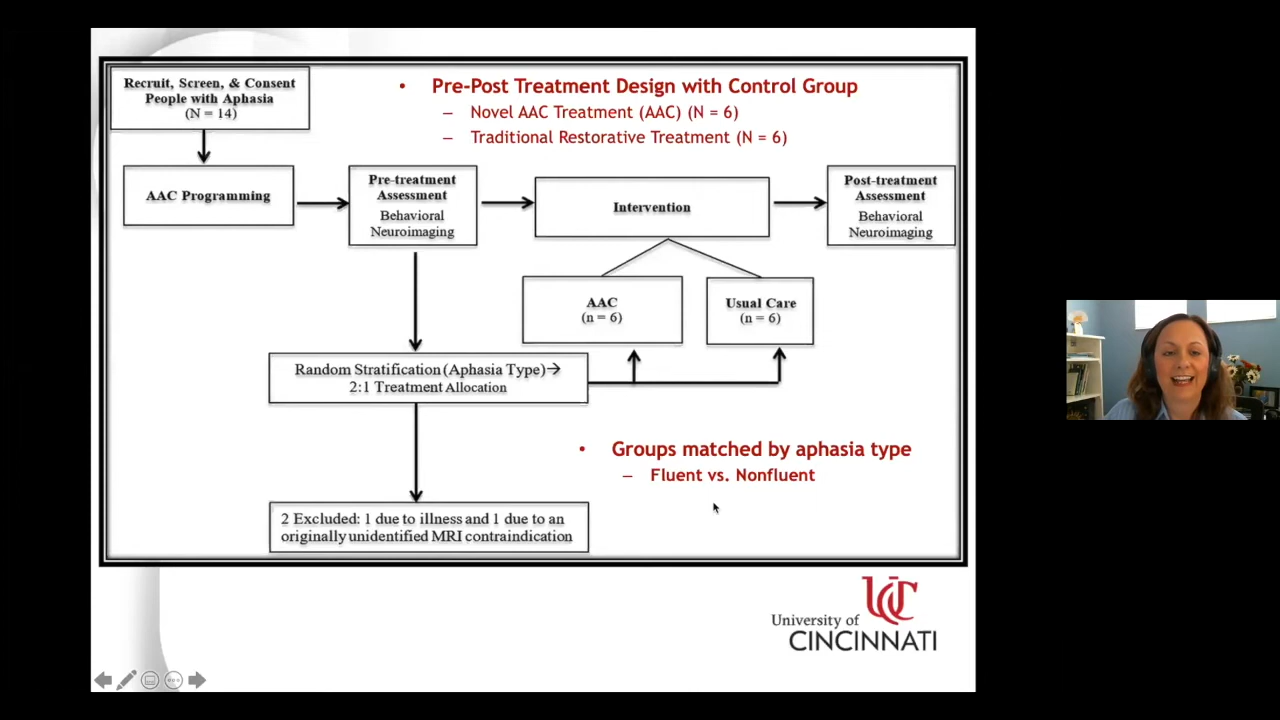 Recruit, Screen, & Consent
People with Aphasia
(N = 14)
• Pre-Post Treatment Design with Control Group
– Novel AAC Treatment (AAC) (N = 6)
– Traditional Restorative Treatment (N = 6)
AAC Programming
Pre-treatment
Assessment
Behavioral
Neuroimaging
Intervention
Post-treatment
Assessment
Behavioral
Neuroimaging
AAC
(n = 6)
Usual Care
(n = 6)
Random Stratification (Aphasia Type)→
2:1 Treatment Allocation
• Groups matched by aphasia type
– Fluent vs. Nonfluent
2 Excluded: 1 due to illness and 1 due to an
originally unidentified MRI contraindication
UC
University of
CINCINNATI